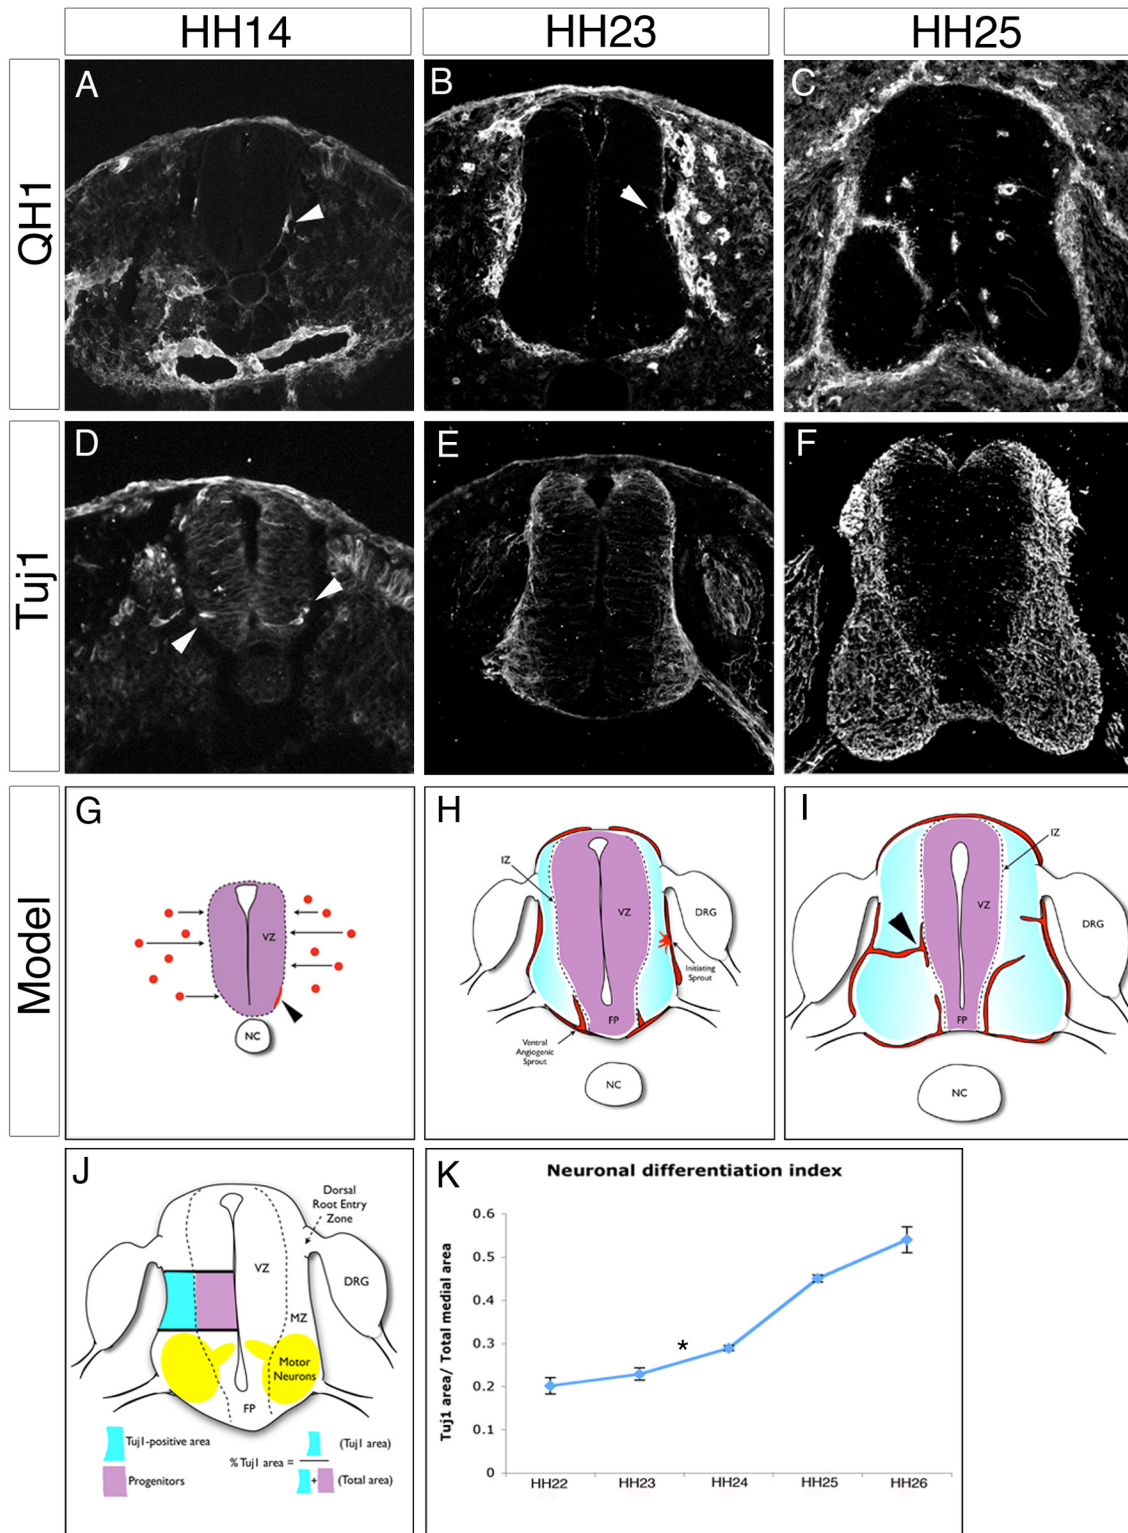 HH14
HH23
HH25
QH1
A
B
C
Tuj1
D
E
F
Model
G
VZ
NC
H
IZ
VZ
DRG
Initiating
Sprout
FP
Ventral
Angiogenic
Sprout
NC
I
IZ
VZ
DRG
FP
NC
J
Dorsal
Root Entry
Zone
VZ
DRG
MZ
Motor
Neurons
FP
Tuj1-positive area
Progenitors
% Tuj1 area =
(Tuj1 area)
+
(Total area)
K
Neuronal differentiation index
Tuj1 area/ Total medial area
0.6
0.5
0.4
0.3
0.2
0.1
0
*
HH22
HH23
HH24
HH25
HH26